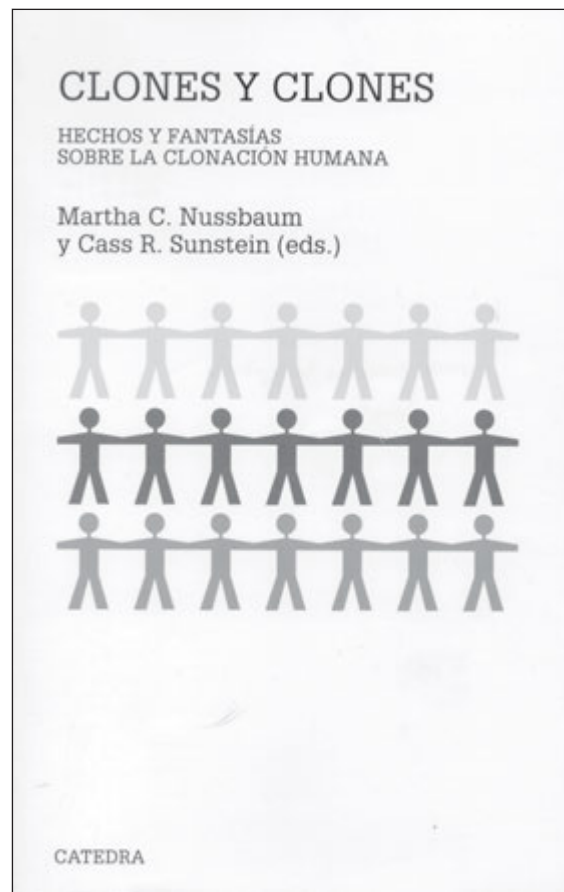 CLONES Y CLONES
HECHOS Y FANTASÍAS
SOBRE LA CLONACIÓN HUMANA
Martha C. Nussbaum
y Cass R. Sunstein (eds.)
CATEDRA